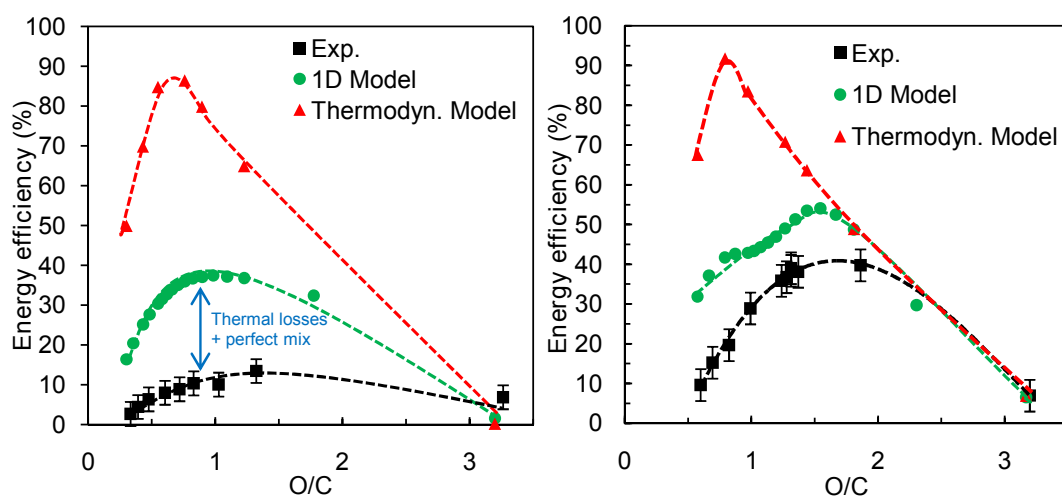 Energy efficiency (%)
100
90
80
70
60
50
40
30
20
10
0
Exp.
1D Model
Thermodyn. Model
Thermal losses
+ perfect mix
0
1
2
3
O/C
Energy efficiency (%)
100
90
80
70
60
50
40
30
20
10
0
Exp.
1D Model
Thermodyn. Model
0
1
2
3
O/C